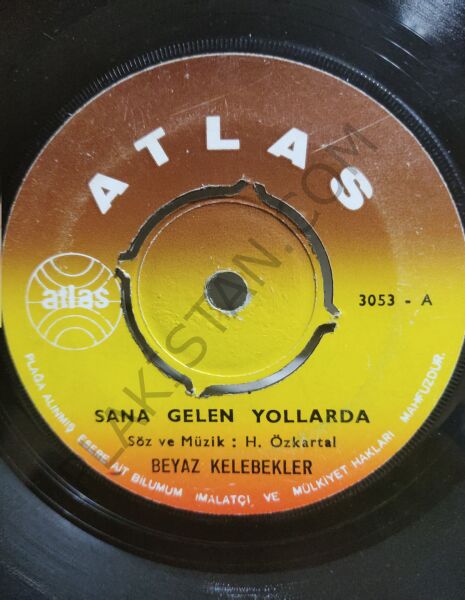 ATLAS
atlas
3053 - A
SANA GELEN YOLLARDA
Söz ve Müzik : H. Özkartal
BEYAZ KELEBEKLER
PLAĞA ALINMIŞ ESERE AİT BİLUMUM İMALATÇI VE MÜLKİYET HAKLARI MAHFUZDUR.
PLAKISTAN.COM